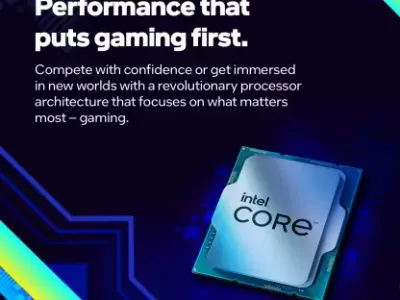 Performance that
puts gaming first.
Compete with confidence or get immersed
in new worlds with a revolutionary processor
architecture that focuses on what matters
most – gaming.
intel
CORE™